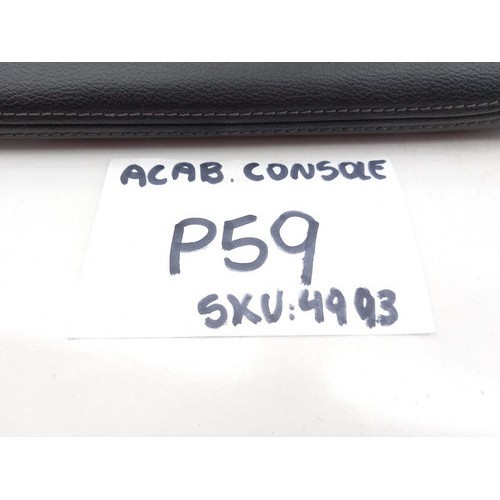 ACAB. CONSOLE
P59
SKU: 4993